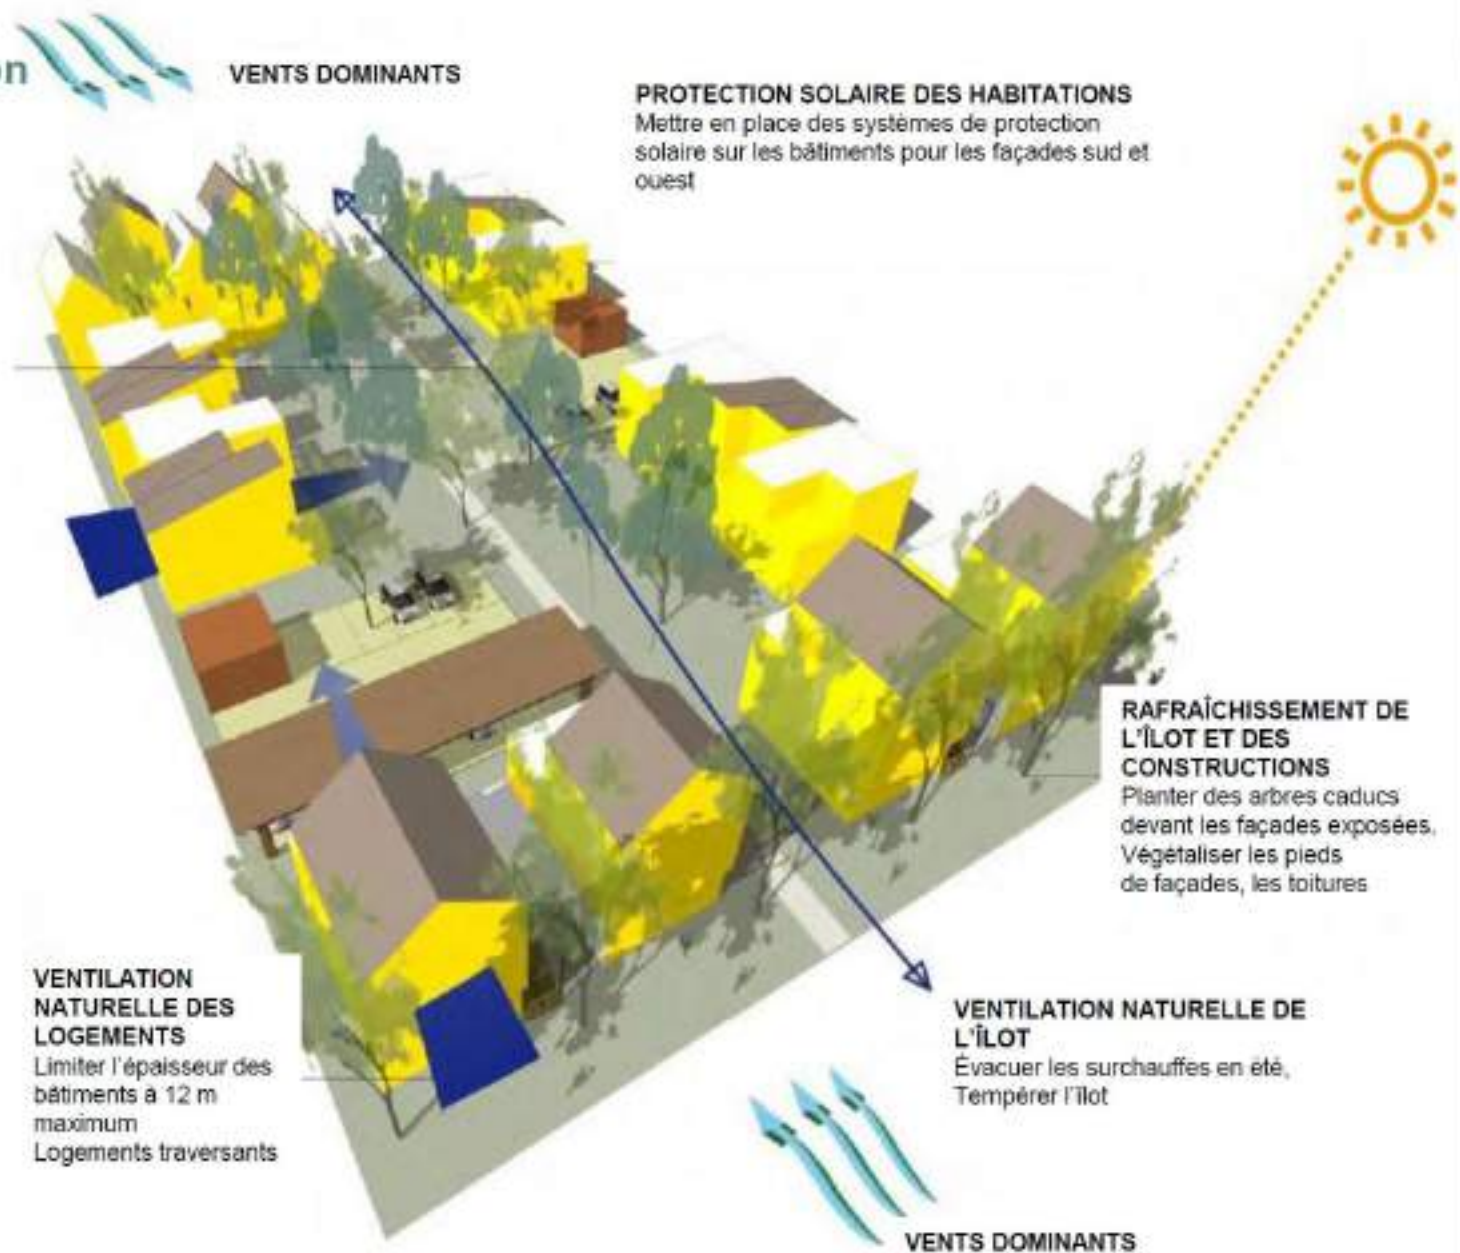 on
VENTS DOMINANTS
PROTECTION SOLAIRE DES HABITATIONS
Mettre en place des systèmes de protection
solaire sur les bâtiments pour les façades sud et
ouest
RAFRAÎCHISSEMENT DE
L'ÎLOT ET DES
CONSTRUCTIONS
Planter des arbres caducs
devant les façades exposées.
Végétaliser les pieds
de façades, les toitures
VENTILATION
NATURELLE DES
LOGEMENTS
Limiter l'épaisseur des
bâtiments à 12 m
maximum
Logements traversants
VENTILATION NATURELLE DE
L'ÎLOT
Évacuer les surchauffes en été,
Tempérer l'îlot
VENTS DOMINANTS